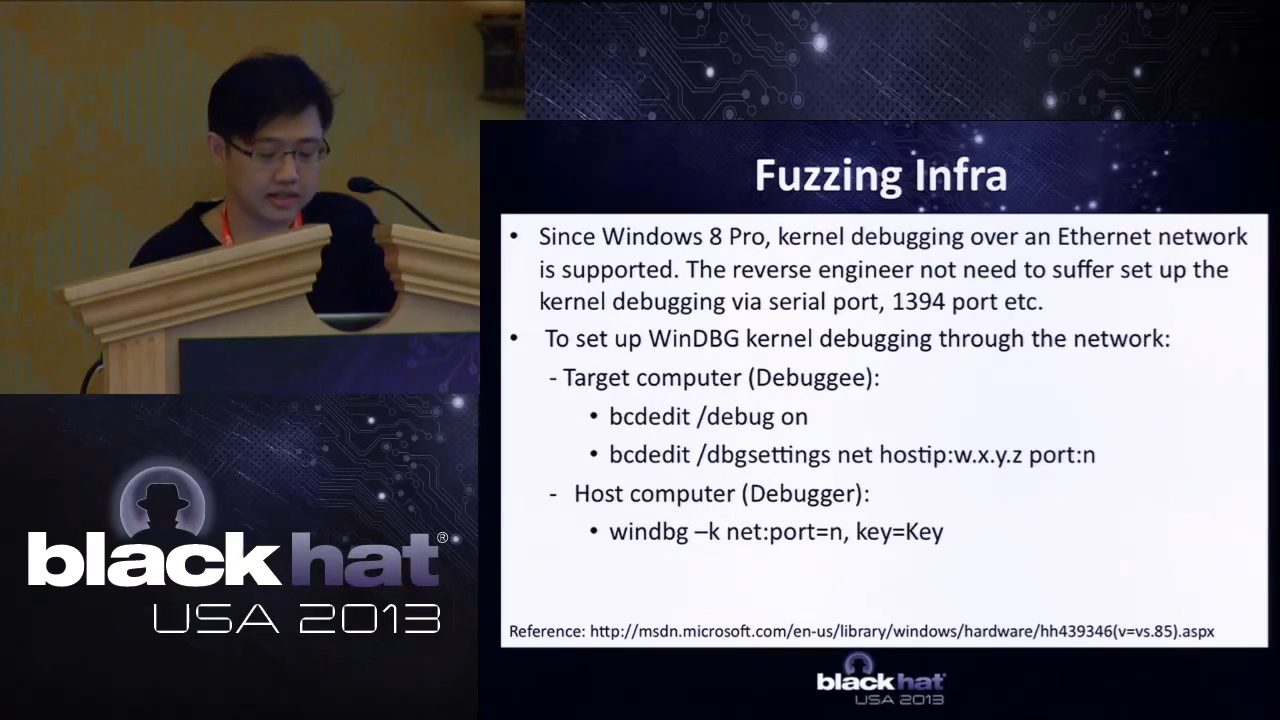 Fuzzing Infra
• Since Windows 8 Pro, kernel debugging over an Ethernet network
is supported. The reverse engineer not need to suffer set up the
kernel debugging via serial port, 1394 port etc.
• To set up WinDBG kernel debugging through the network:
- Target computer (Debuggee):
• bcdedit /debug on
• bcdedit /dbgsettings net hostip:w.x.y.z port:n
- Host computer (Debugger):
• windbg –k net:port=n, key=Key
Reference: http://msdn.microsoft.com/en-us/library/windows/hardware/hh439346(v=vs.85).aspx
black hat®
USA 2013
black hat®
USA 2013